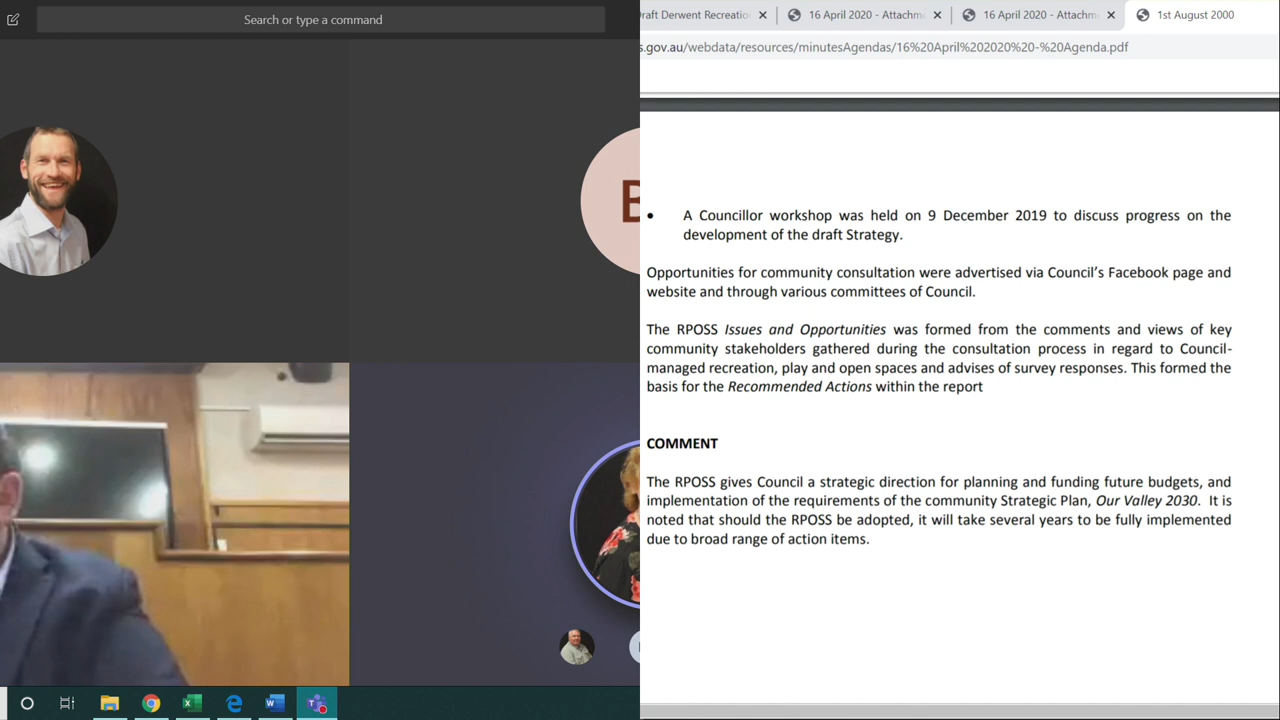 Search or type a command
raft Derwent Recreatio
16 April 2020 - Attachm
16 April 2020 - Attachm
1st August 2000
s.gov.au/webdata/resources/minutesAgendas/16%20April%202020%20-%20Agenda.pdf
• A Councillor workshop was held on 9 December 2019 to discuss progress on the
development of the draft Strategy.
Opportunities for community consultation were advertised via Council's Facebook page and
website and through various committees of Council.
The RPOSS Issues and Opportunities was formed from the comments and views of key
community stakeholders gathered during the consultation process in regard to Council-
managed recreation, play and open spaces and advises of survey responses. This formed the
basis for the Recommended Actions within the report
COMMENT
The RPOSS gives Council a strategic direction for planning and funding future budgets, and
implementation of the requirements of the community Strategic Plan, Our Valley 2030. It is
noted that should the RPOSS be adopted, it will take several years to be fully implemented
due to broad range of action items.